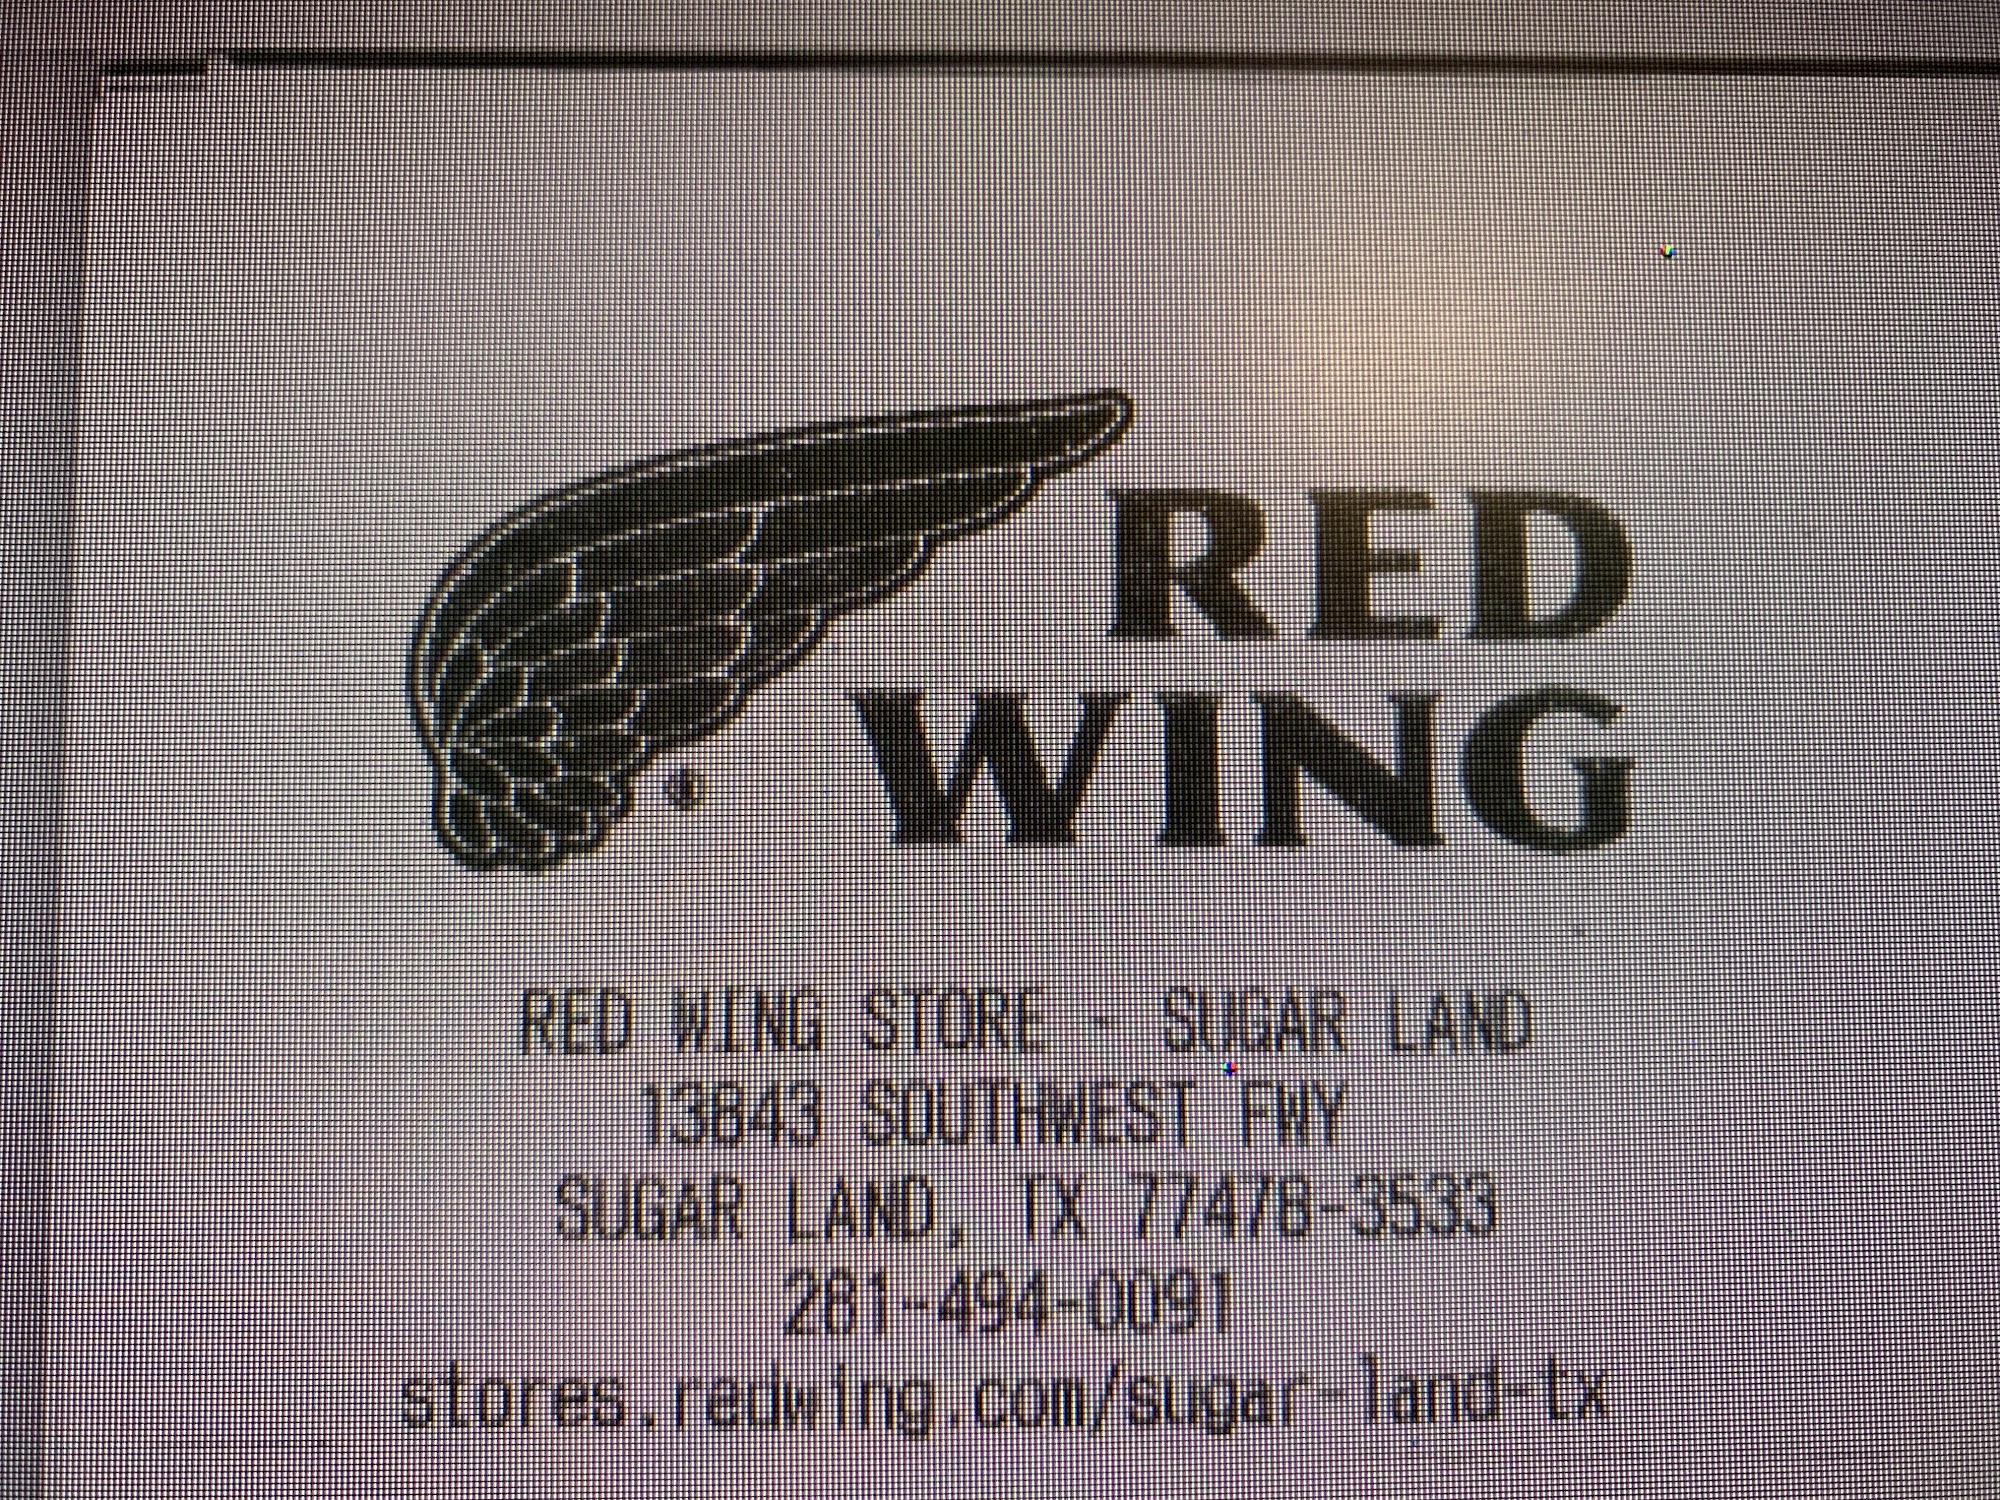 RED
WING
RED WING STORE - SUGAR LAND
13843 SOUTHWEST FWY
SUGAR LAND, TX 77478-3533
281-494-0091
stores.redwing.com/sugar-land-tx